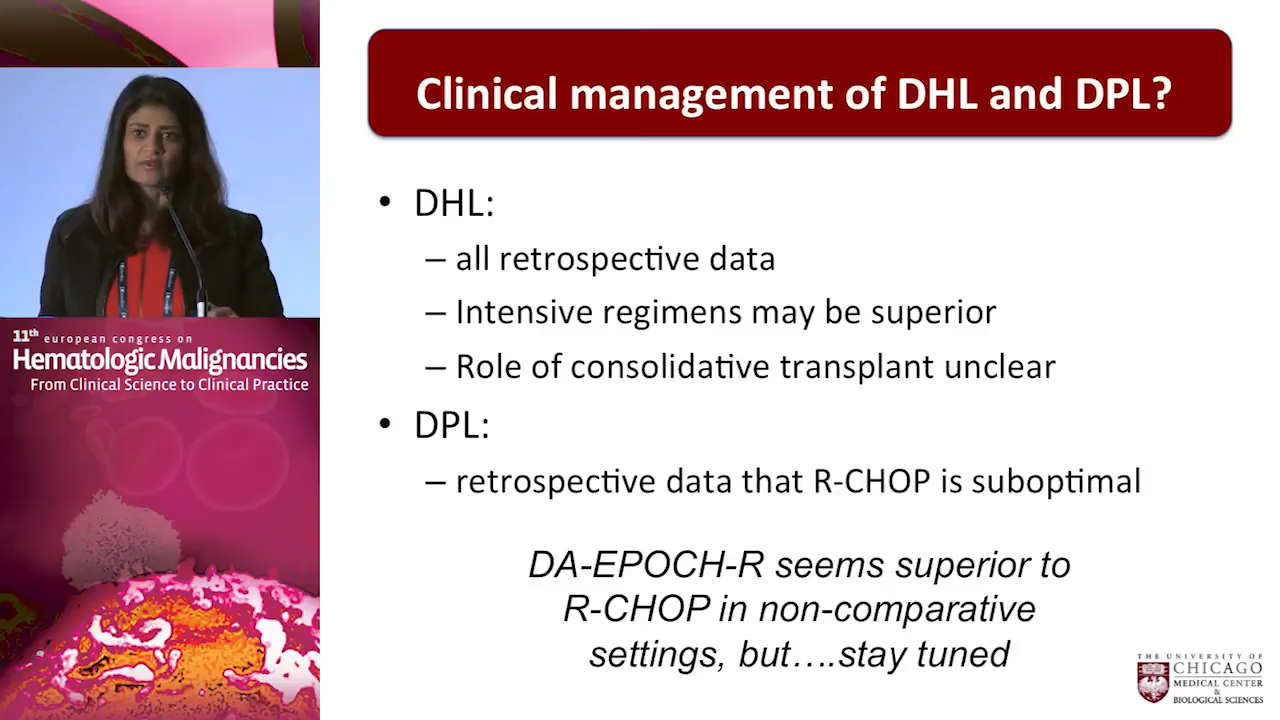 Clinical management of DHL and DPL?
• DHL:
– all retrospective data
– Intensive regimens may be superior
– Role of consolidative transplant unclear
• DPL:
– retrospective data that R-CHOP is suboptimal
DA-EPOCH-R seems superior to
R-CHOP in non-comparative
settings, but….stay tuned
11th european congress on
Hematologic Malignancies
From Clinical Science to Clinical Practice
THE UNIVERSITY OF
CHICAGO
MEDICAL CENTER
&
BIOLOGICAL SCIENCES